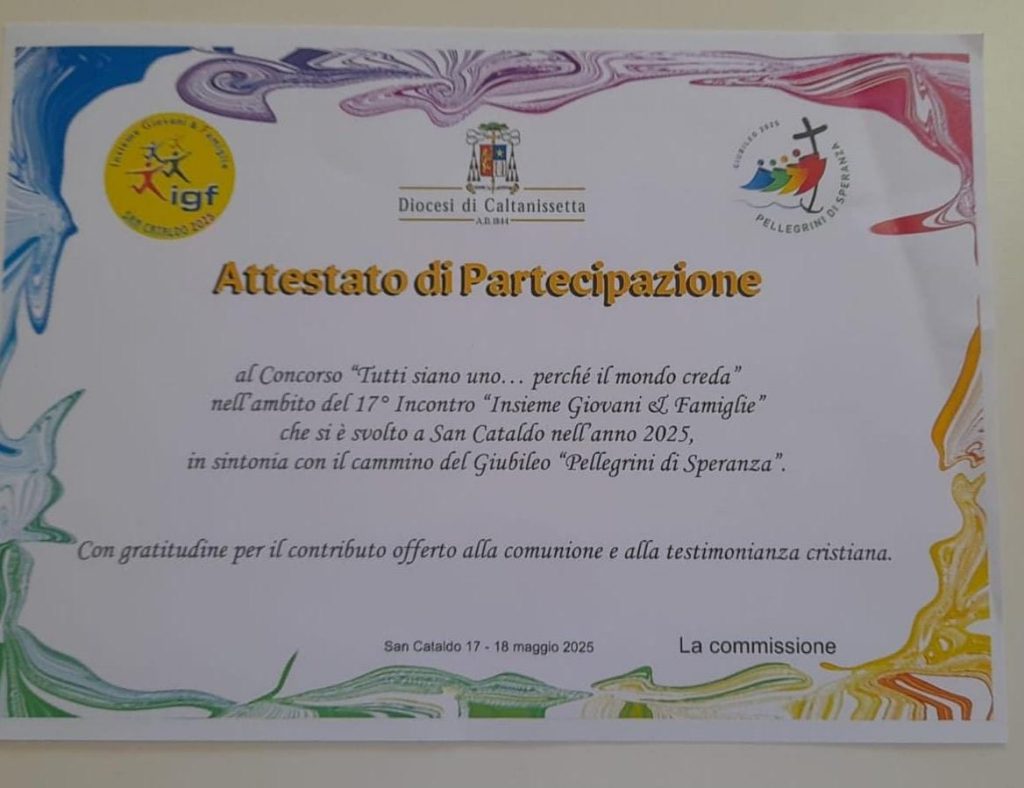 Insieme Giovani & Famiglie
igf
SAN CATALDO 2025
Diocesi di Caltanissetta
A.D. 1844
GIUBILEO 2025
PELLEGRINI DI SPERANZA
Attestato di Partecipazione
al Concorso “Tutti siano uno… perché il mondo creda”
nell'ambito del 17° Incontro “Insieme Giovani & Famiglie”
che si è svolto a San Cataldo nell'anno 2025,
in sintonia con il cammino del Giubileo “Pellegrini di Speranza”.
Con gratitudine per il contributo offerto alla comunione e alla testimonianza cristiana.
San Cataldo 17 - 18 maggio 2025
La commissione